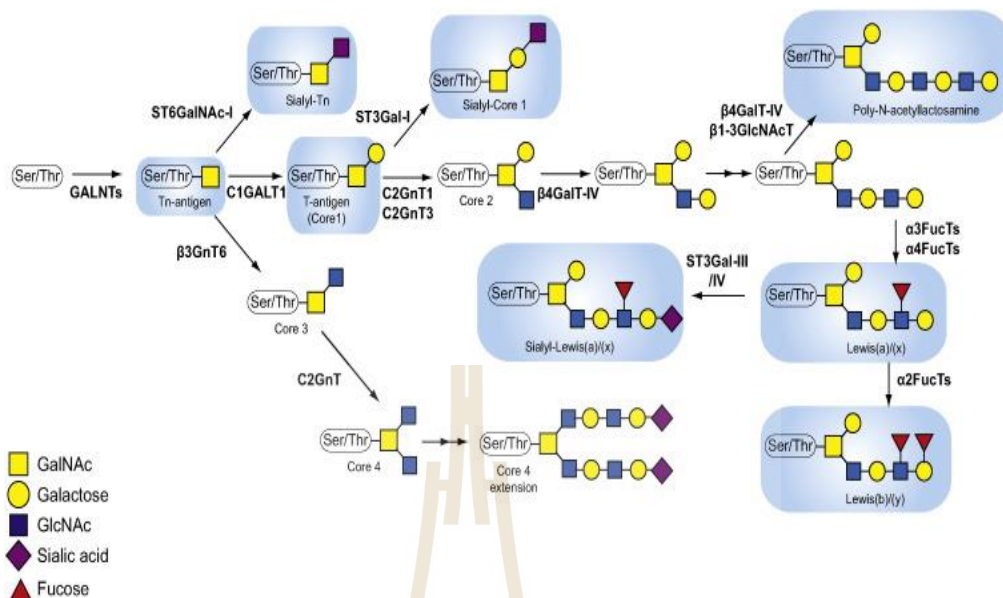 Ser/Thr
Sialyl-Tn
ST6GalNAc-I
Ser/Thr
Sialyl-Core 1
ST3Gal-I
Ser/Thr
Poly-N-acetyllactosamine
β4GalT-IV
β1-3GlcNAcT
Ser/Thr
GALNTs
Ser/Thr
Tn-antigen
C1GALT1
Ser/Thr
T-antigen
(Core1)
C2GnT1
C2GnT3
Ser/Thr
Core 2
β4GalT-IV
Ser/Thr
Ser/Thr
β3GnT6
Ser/Thr
Core 3
α3FucTs
α4FucTs
ST3Gal-III
/IV
Ser/Thr
Sialyl-Lewis(a)/(x)
Ser/Thr
Lewis(a)/(x)
C2GnT
α2FucTs
Ser/Thr
Core 4
Ser/Thr
Core 4
extension
Ser/Thr
Lewis(b)/(y)
GalNAc
Galactose
GlcNAc
Sialic acid
Fucose